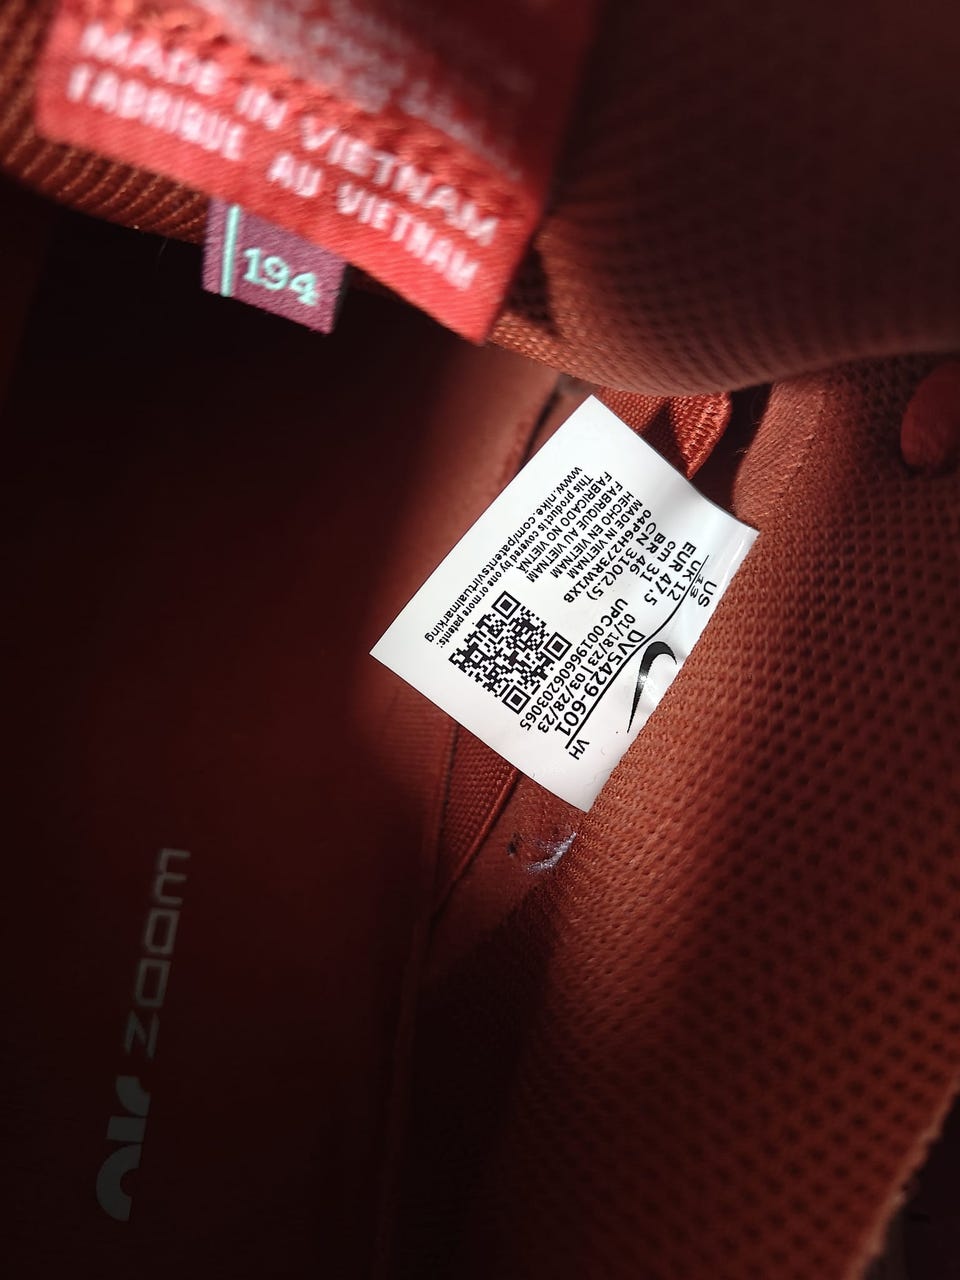 MADE IN VIETNAM
FABRIQUE AU VIETNAM
194
US 13
UK 12
EUR 47.5
cm 31
BR 46
CN 310(2.5)
04P6HZ73RW1XB
MADE IN VIETNAM
HECHO EN VIETNAM
FABRIQUE AU VIETNAM
FABRICADO NO VIETNA
This product is covered by one or more patents:
www.nike.com/patentsvirtualmarking
VH
DV5429-601
01/18/23 | 03/28/23
UPC 00196606203065
air zoom